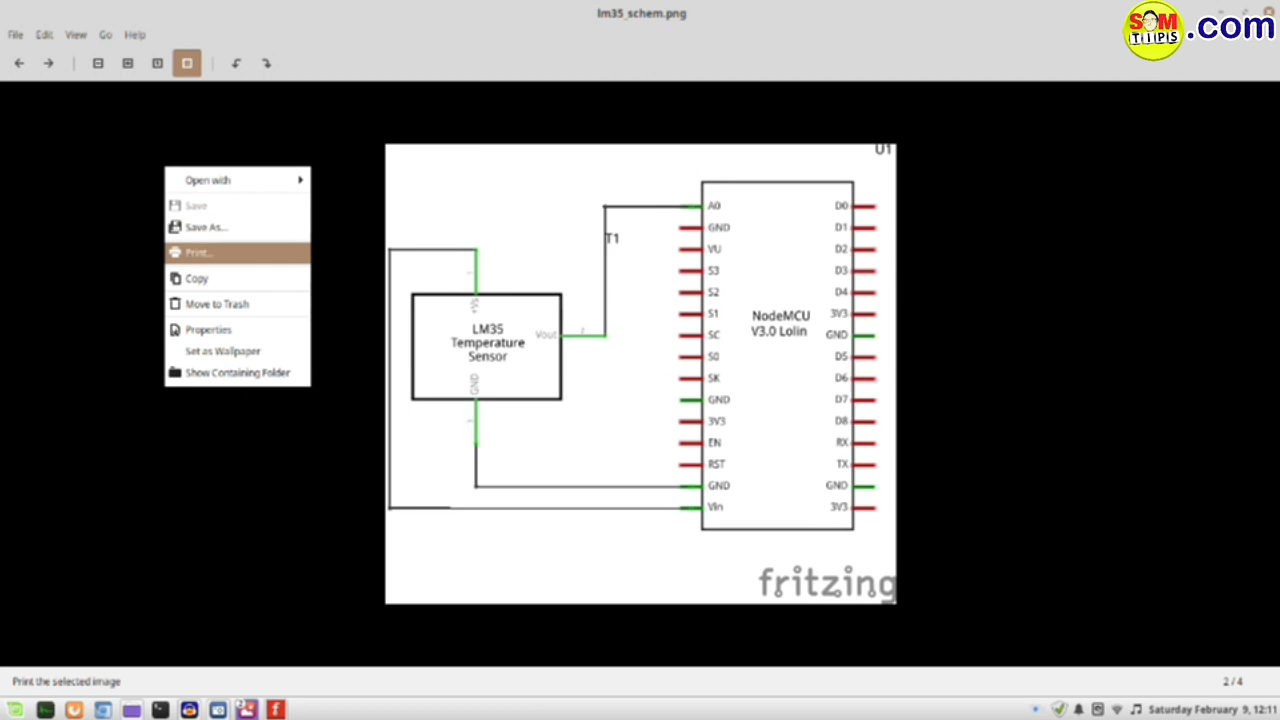 lm35_schem.png
SOM
TIIPS
.com
File Edit View Go Help
U1
Open with
Save
Save As...
Print...
Copy
Move to Trash
Properties
Set as Wallpaper
Show Containing Folder
T1
+Vs
LM35
Temperature
Sensor
Vout
GND
A0
GND
VU
S3
S2
S1
SC
S0
SK
GND
3V3
EN
RST
GND
Vin
NodeMCU
V3.0 Lolin
D0
D1
D2
D3
D4
3V3
GND
D5
D6
D7
D8
RX
TX
GND
3V3
fritzing
Print the selected image
2 / 4
Saturday February 9, 12:11